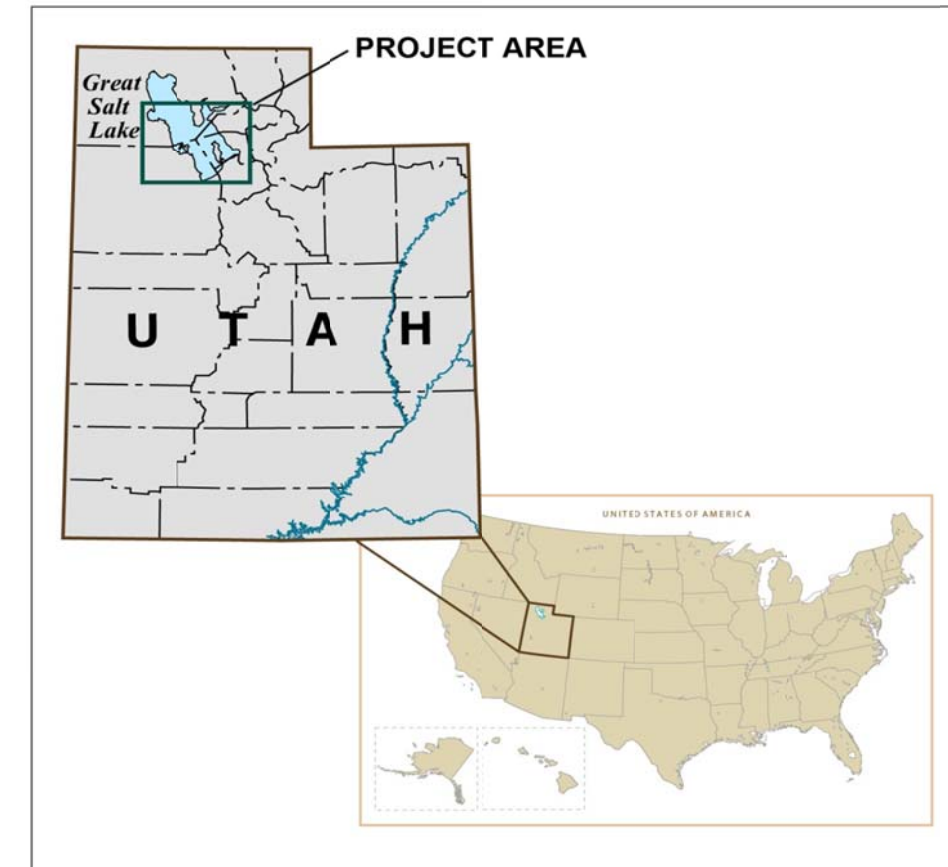 PROJECT AREA
Great
Salt
Lake
U T A H
UNITED STATES OF AMERICA